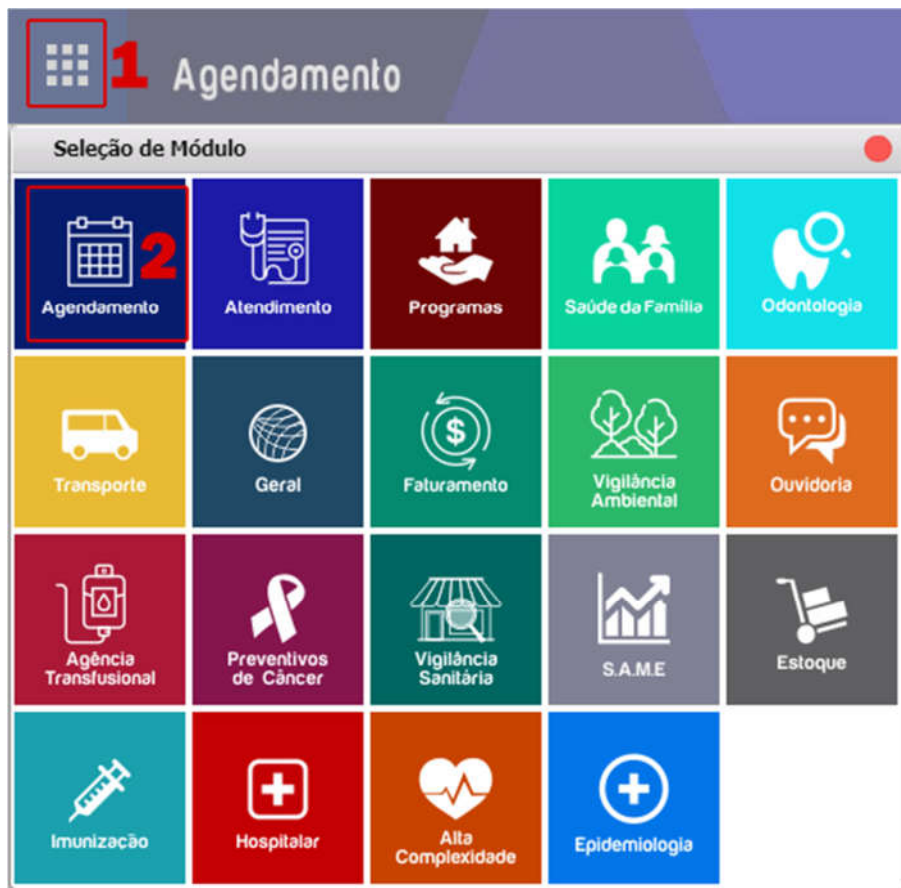 1 Agendamento
Seleção de Módulo
2
Agendamento
Atendimento
Programas
Saúde da Família
Odontologia
Transporte
Geral
Faturamento
Vigilância
Ambiental
Ouvidoria
Agência
Transfusional
Preventivos
de Câncer
Vigilância
Sanitária
S.A.M.E
Estoque
Imunização
Hospitalar
Alta
Complexidade
Epidemiologia